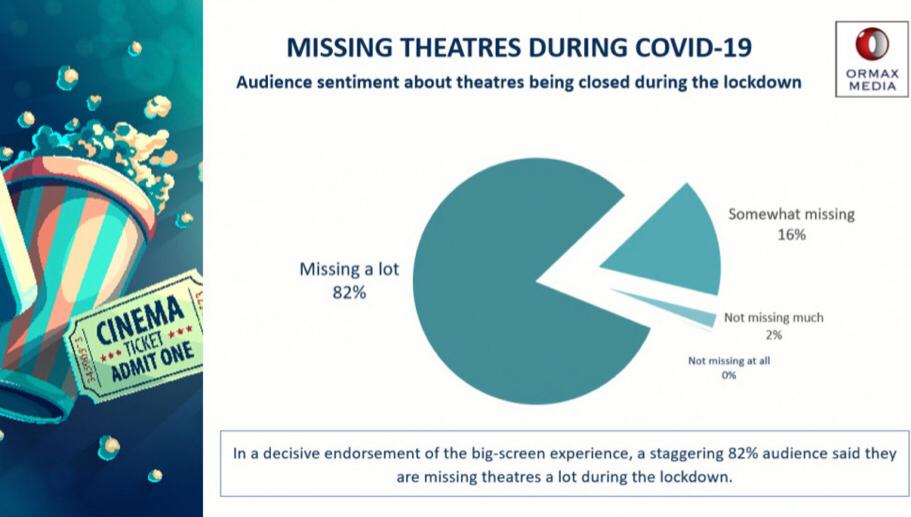 MISSING THEATRES DURING COVID-19
Audience sentiment about theatres being closed during the lockdown
ORMAX
MEDIA
Missing a lot
82%
Somewhat missing
16%
Not missing much
2%
Not missing at all
0%
CINEMA
TICKET
ADMIT ONE
In a decisive endorsement of the big-screen experience, a staggering 82% audience said they
are missing theatres a lot during the lockdown.